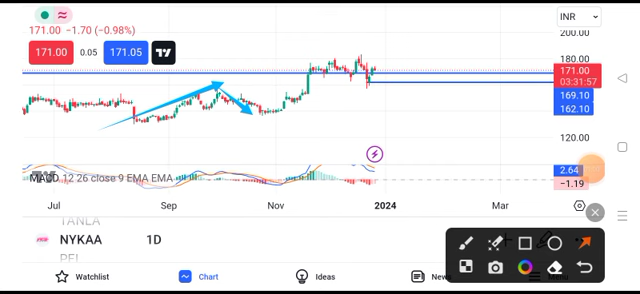 INR
200.00
171.00 −1.70 (−0.98%)
171.00 0.05 171.05
180.00
171.00
03:31:57
169.10
162.10
120.00
MACD 12 26 close 9 EMA EMA
2.64
−1.19
Jul Sep Nov 2024 Mar
TANLA
NYKAA 1D
PFL
Watchlist Chart Ideas News Menu